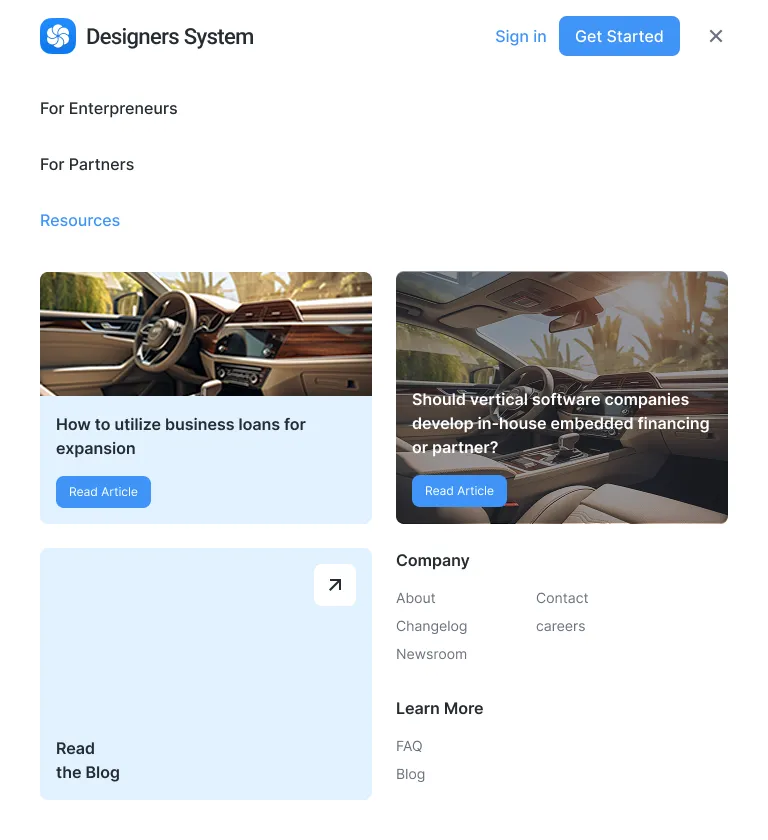 Designers System
Sign in
Get Started
For Enterpreneurs
For Partners
Resources
How to utilize business loans for
expansion
Read Article
Should vertical software companies
develop in-house embedded financing
or partner?
Read Article
Read
the Blog
Company
About
Contact
Changelog
careers
Newsroom
Learn More
FAQ
Blog